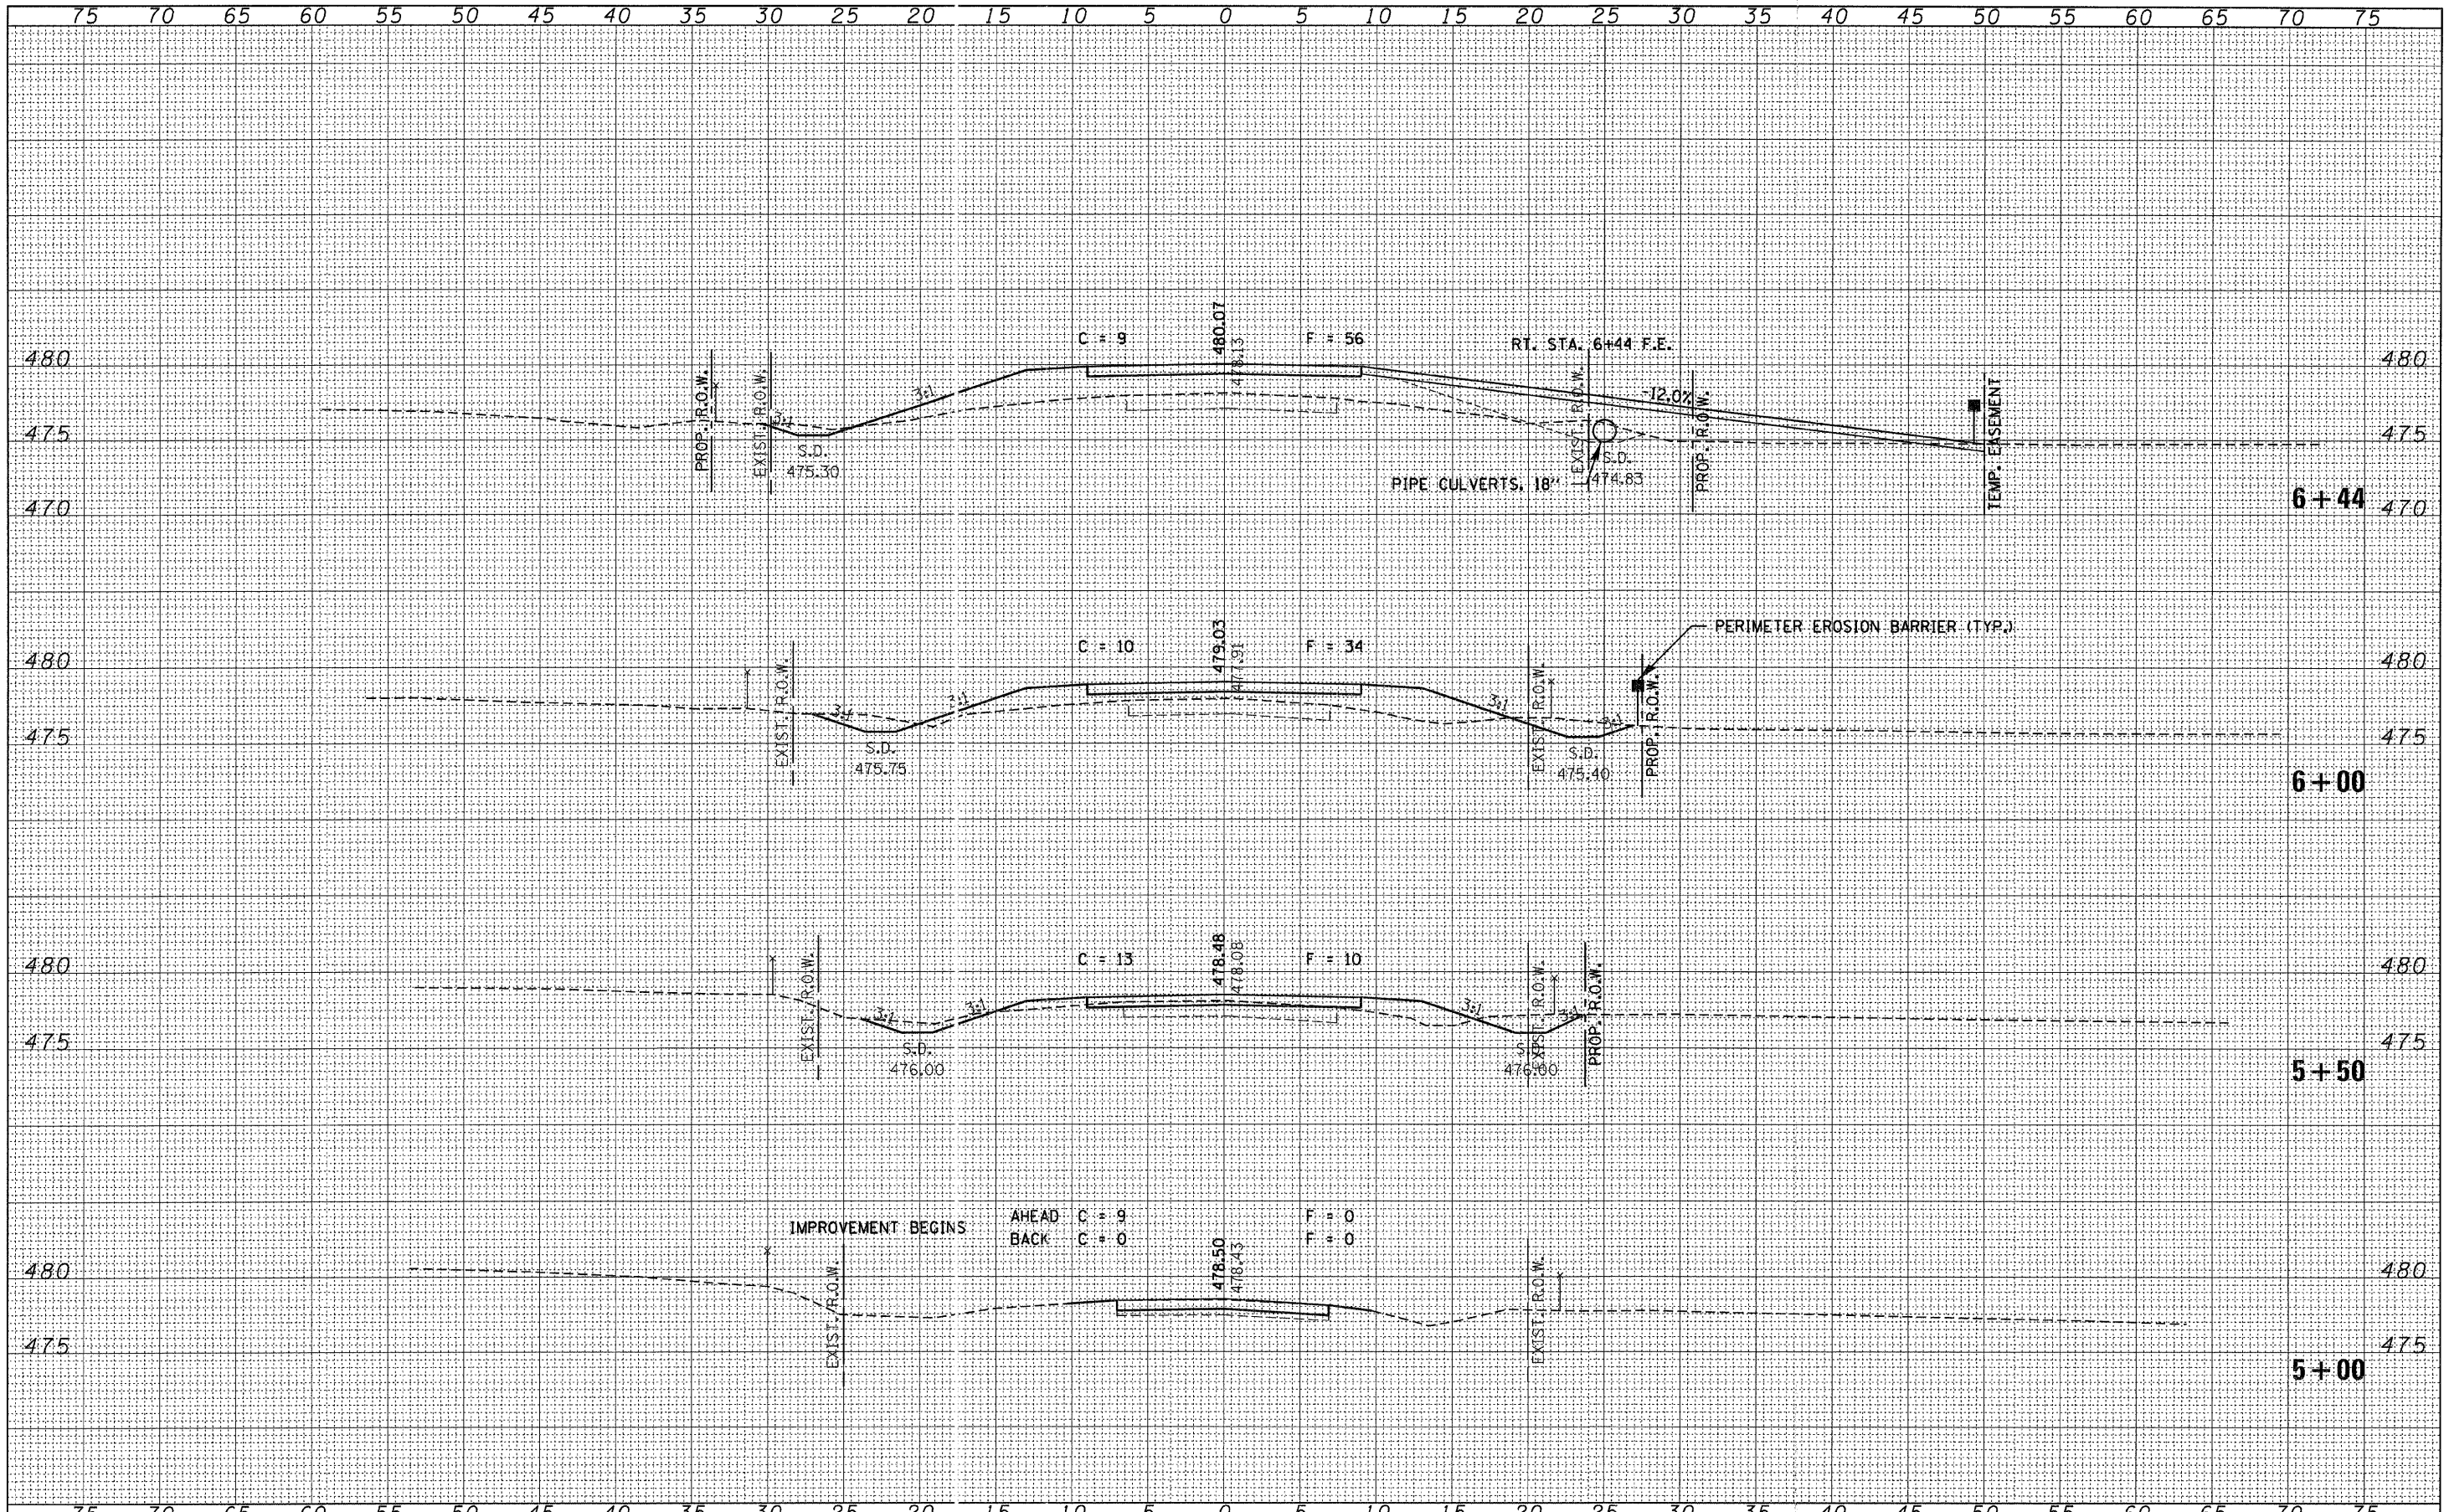 75 70 65 60 55 50 45 40 35 30 25 20 15 10 5 0 5 10 15 20 25 30 35 40 45 50 55 60 65 70 75
480.07
478.13
C = 9 F = 56
RT. STA. 6+44 F.E.
480 480
PROP. R.O.W.
EXIST. R.O.W.
3:1
3:1
EXIST. R.O.W.
-12.0%
PROP. R.O.W.
TEMP. EASEMENT
475 475
S.D.
475.30
S.D.
474.83
PIPE CULVERTS, 18"
6+44
470 470
PERIMETER EROSION BARRIER (TYP.)
479.03
477.91
C = 10 F = 34
480 480
EXIST. R.O.W.
3:1
3:1
3:1
EXIST. R.O.W.
3:1
PROP. R.O.W.
475 475
S.D.
475.75
S.D.
475.40
6+00
478.48
478.08
C = 13 F = 10
480 480
EXIST. R.O.W.
3:1
3:1
3:1
EXIST. R.O.W.
3:1
PROP. R.O.W.
475 475
S.D.
476.00
S.D.
476.00
5+50
IMPROVEMENT BEGINS
AHEAD C = 9 F = 0
BACK C = 0 F = 0
478.50
478.43
480 480
EXIST. R.O.W.
EXIST. R.O.W.
475 475
5+00
75 70 65 60 55 50 45 40 35 30 25 20 15 10 5 0 5 10 15 20 25 30 35 40 45 50 55 60 65 70 75